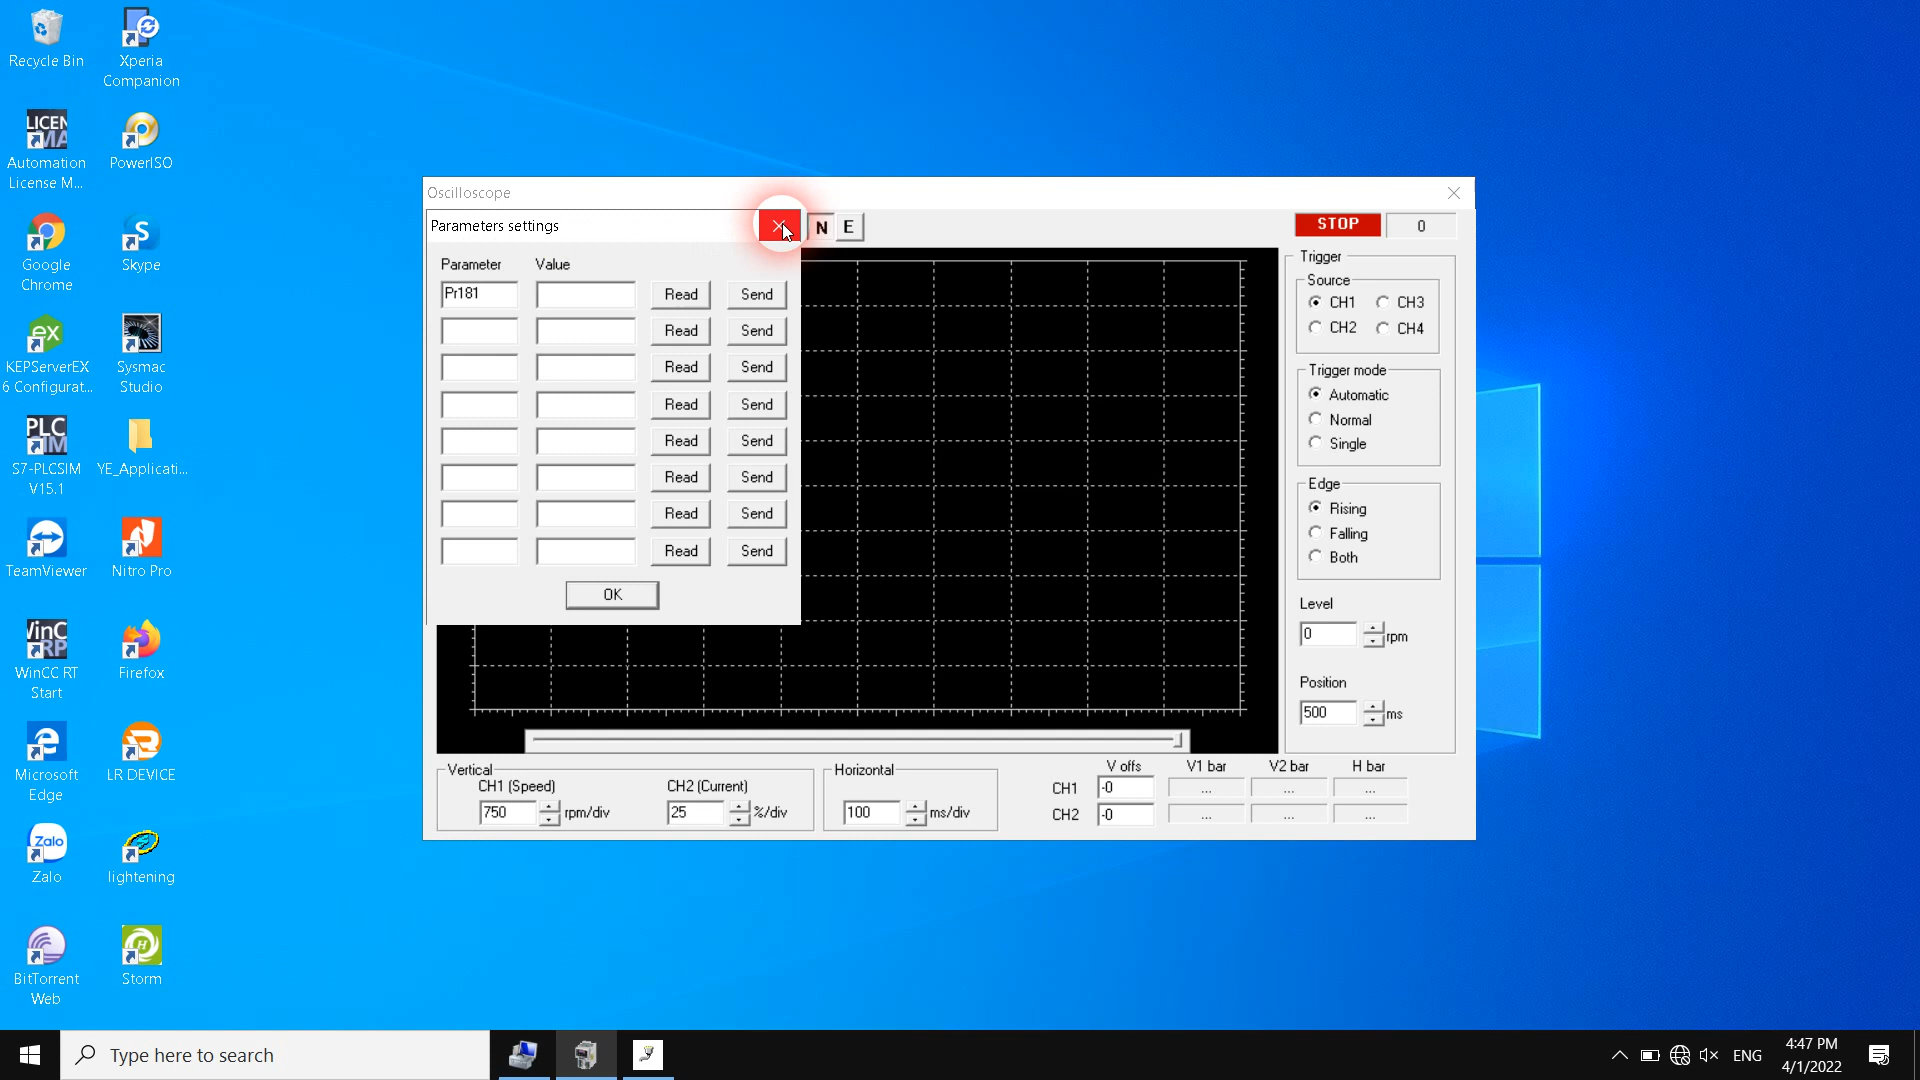 Recycle Bin
Xperia
Companion
LICEN
MA
Automation
License M...
PowerISO
Google
Chrome
Skype
ex
KEPServerEX
6 Configurat...
Sysmac
Studio
PLC
IM
S7-PLCSIM
V15.1
YE_Applicati...
TeamViewer
Nitro Pro
VinC
RP
WinCC RT
Start
Firefox
Microsoft
Edge
LR DEVICE
Zalo
Zalo
lightening
BitTorrent
Web
Storm
Oscilloscope
Parameters settings
N
E
STOP
0
Parameter
Value
Pr181
Read
Send
Read
Send
Read
Send
Read
Send
Read
Send
Read
Send
Read
Send
Read
Send
OK
Trigger
Source
CH1
CH3
CH2
CH4
Trigger mode
Automatic
Normal
Single
Edge
Rising
Falling
Both
Level
0
rpm
Position
500
ms
Vertical
CH1 (Speed)
CH2 (Current)
750
rpm/div
25
%/div
Horizontal
100
ms/div
V offs
V1 bar
V2 bar
H bar
CH1
-0
...
...
...
CH2
-0
...
...
...
Type here to search
ENG
4:47 PM
4/1/2022